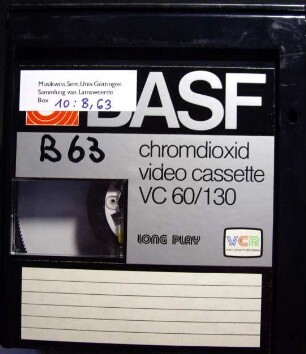 Musikwiss.Sem.Univ.Göttingen
Sammlung van Lamsweerde
Box 10:B,63
BASF
B63
chromdioxid
video cassette
VC 60/130
LONG PLAY
VCR